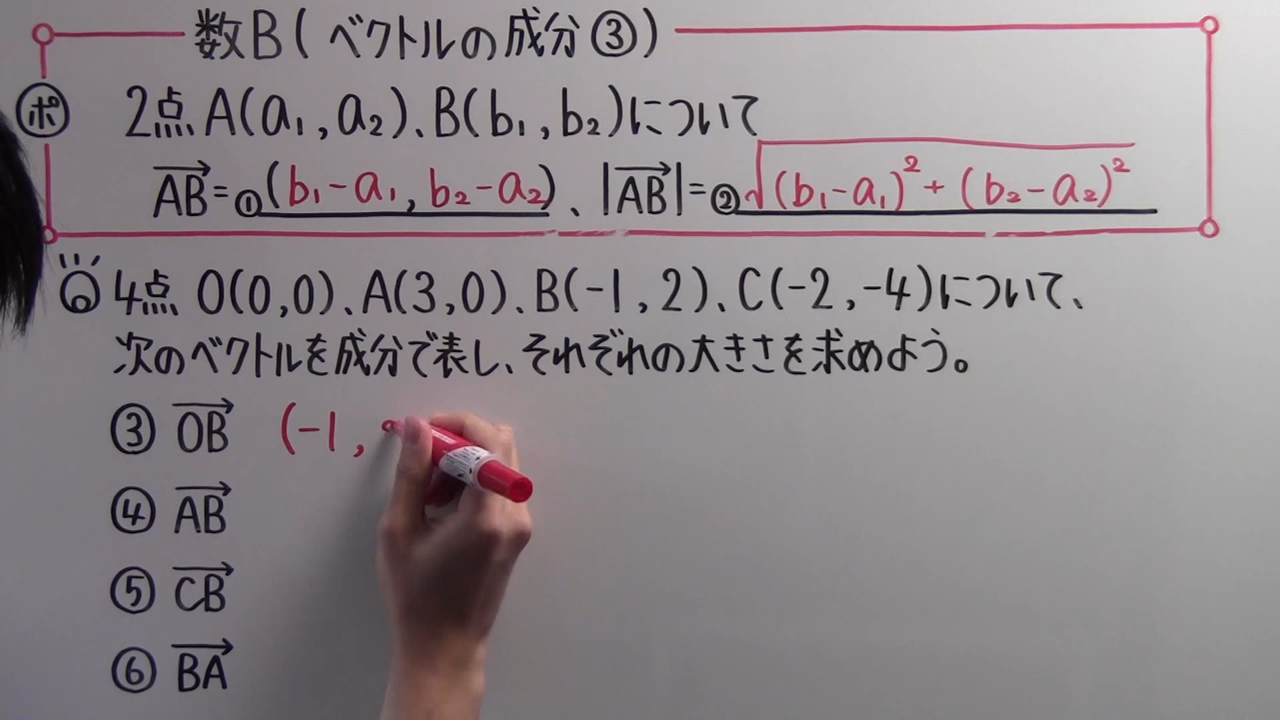 数B(ベクトルの成分③)
ポ 2点 A(a₁,a₂)、B(b₁,b₂)について
→AB=①(b₁-a₁, b₂-a₂)、|→AB|=②√(b₁-a₁)²+(b₂-a₂)²
4点 O(0,0)、A(3,0)、B(-1,2)、C(-2,-4)について、
次のベクトルを成分で表し、それぞれの大きさを求めよう。
③ →OB (-1,
④ →AB
⑤ →CB
⑥ →BA